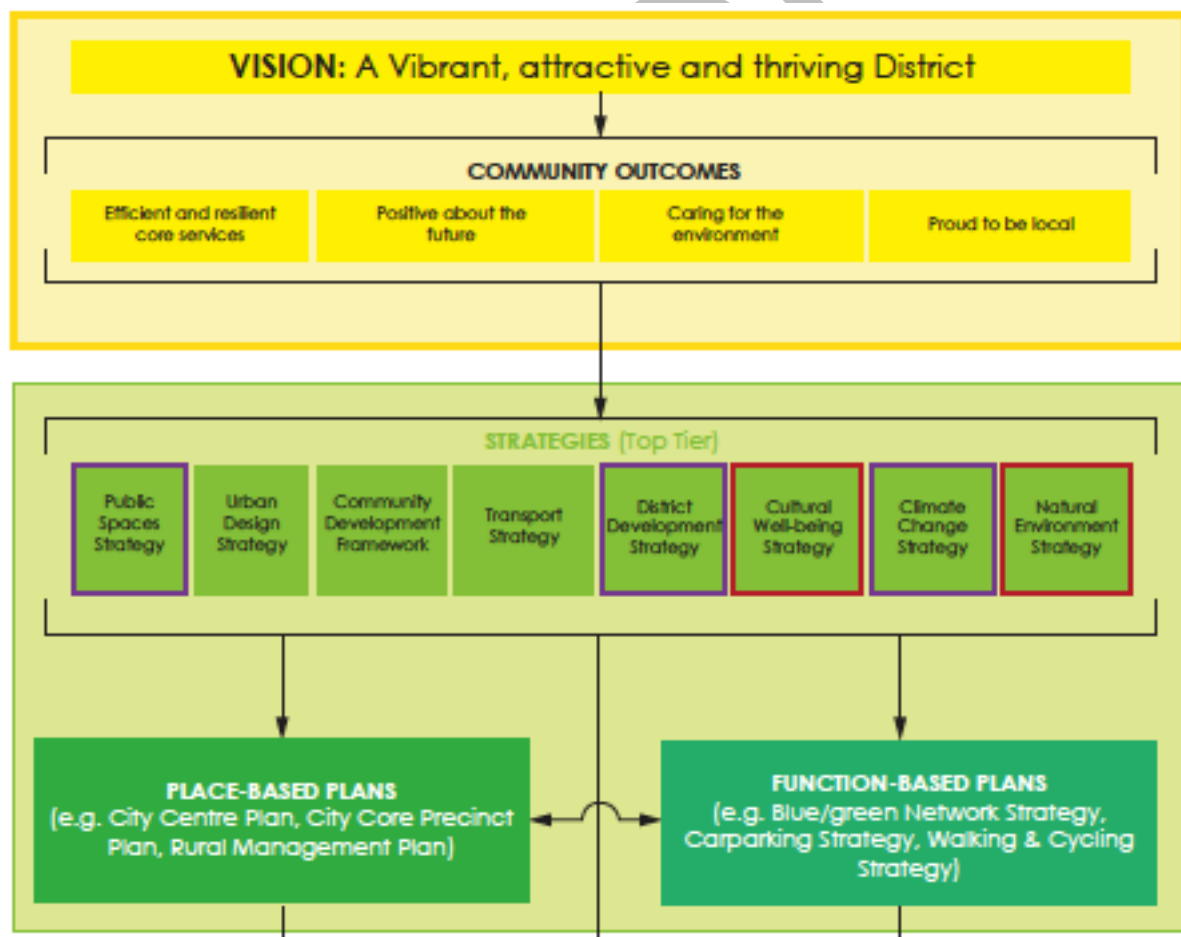 VISION: A Vibrant, attractive and thriving District
COMMUNITY OUTCOMES
Efficient and resilient
core services
Positive about the
future
Caring for the
environment
Proud to be local
STRATEGIES (Top Tier)
Public
Spaces
Strategy
Urban
Design
Strategy
Community
Development
Framework
Transport
Strategy
District
Development
Strategy
Cultural
Well-being
Strategy
Climate
Change
Strategy
Natural
Environment
Strategy
PLACE-BASED PLANS
(e.g. City Centre Plan, City Core Precinct
Plan, Rural Management Plan)
FUNCTION-BASED PLANS
(e.g. Blue/green Network Strategy,
Carparking Strategy, Walking & Cycling
Strategy)